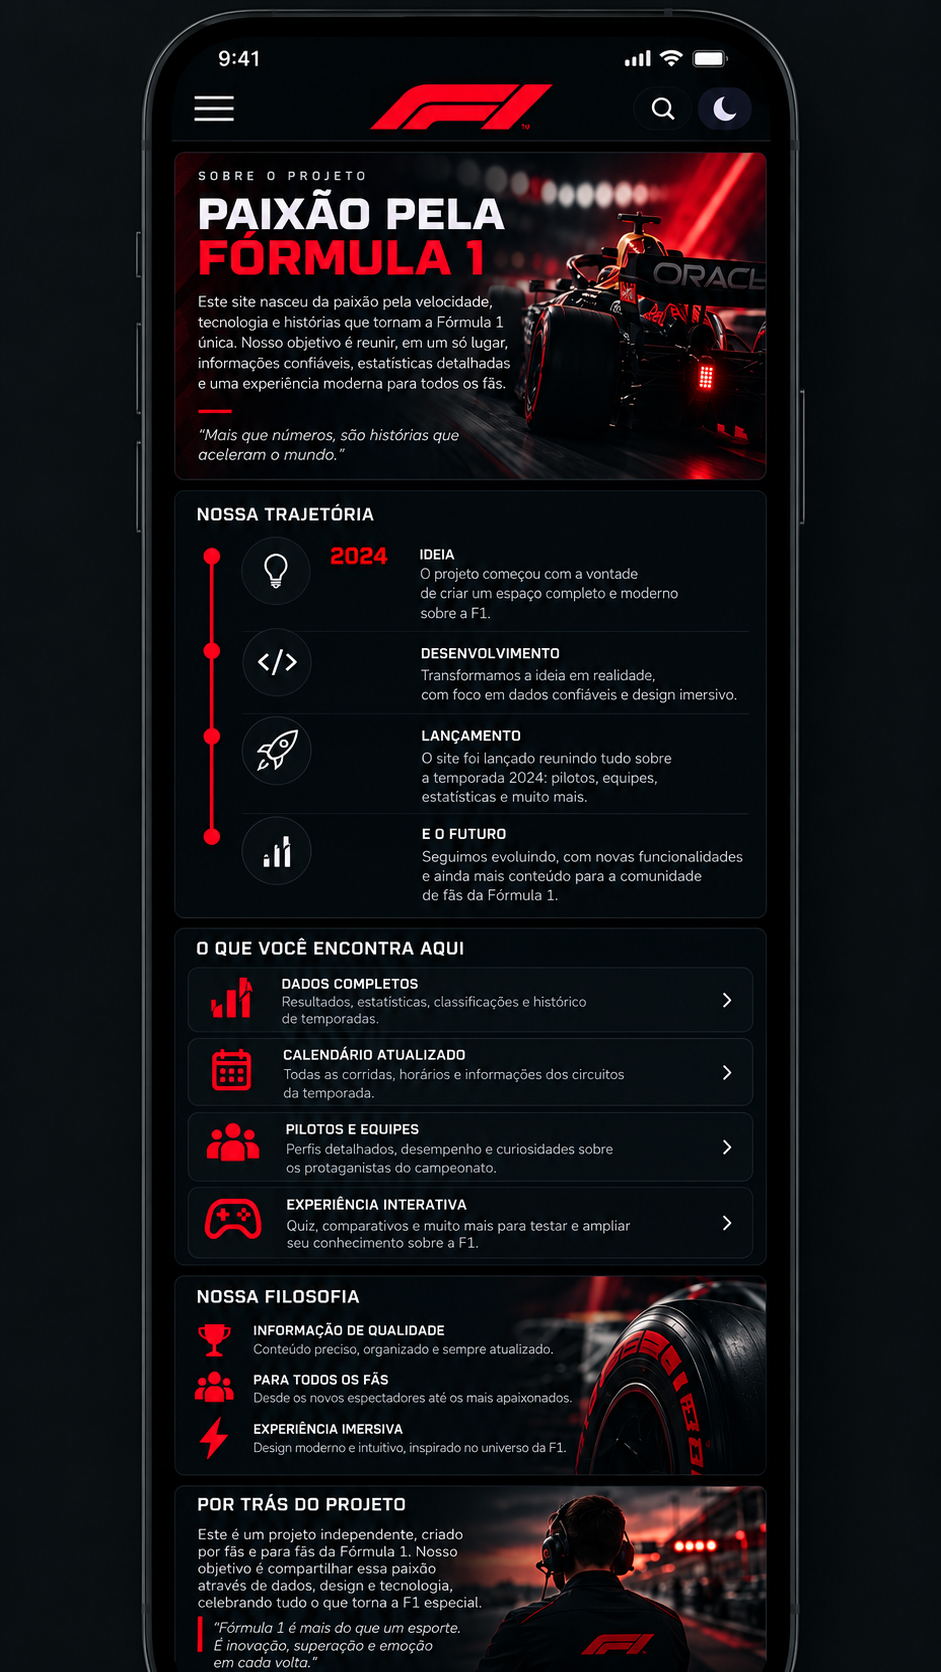 9:41
F1
TM
SOBRE O PROJETO
PAIXÃO PELA
FÓRMULA 1
Este site nasceu da paixão pela velocidade,
tecnologia e histórias que tornam a Fórmula 1
única. Nosso objetivo é reunir, em um só lugar,
informações confiáveis, estatísticas detalhadas
e uma experiência moderna para todos os fãs.
“Mais que números, são histórias que
aceleram o mundo.”
ORACL
NOSSA TRAJETÓRIA
2024
IDEIA
O projeto começou com a vontade
de criar um espaço completo e moderno
sobre a F1.
DESENVOLVIMENTO
Transformamos a ideia em realidade,
com foco em dados confiáveis e design imersivo.
LANÇAMENTO
O site foi lançado reunindo tudo sobre
a temporada 2024: pilotos, equipes,
estatísticas e muito mais.
E O FUTURO
Seguimos evoluindo, com novas funcionalidades
e ainda mais conteúdo para a comunidade
de fãs da Fórmula 1.
O QUE VOCÊ ENCONTRA AQUI
DADOS COMPLETOS
Resultados, estatísticas, classificações e histórico
de temporadas.
CALENDÁRIO ATUALIZADO
Todas as corridas, horários e informações dos circuitos
da temporada.
PILOTOS E EQUIPES
Perfis detalhados, desempenho e curiosidades sobre
os protaganistas do campeonato.
EXPERIÊNCIA INTERATIVA
Quiz, comparativos e muito mais para testar e ampliar
seu conhecimento sobre a F1.
NOSSA FILOSOFIA
INFORMAÇÃO DE QUALIDADE
Conteúdo preciso, organizado e sempre atualizado.
PARA TODOS OS FÃS
Desde os novos espectadores até os mais apaixonados.
EXPERIÊNCIA IMERSIVA
Design moderno e intuitivo, inspirado no universo da F1.
POR TRÁS DO PROJETO
Este é um projeto independente, criado
por fãs e para fãs da Fórmula 1. Nosso
objetivo é compartilhar essa paixão
através de dados, design e tecnologia,
celebrando tudo o que torna a F1 especial.
“Fórmula 1 é mais do que um esporte.
É inovação, superação e emoção
em cada volta.”
F1